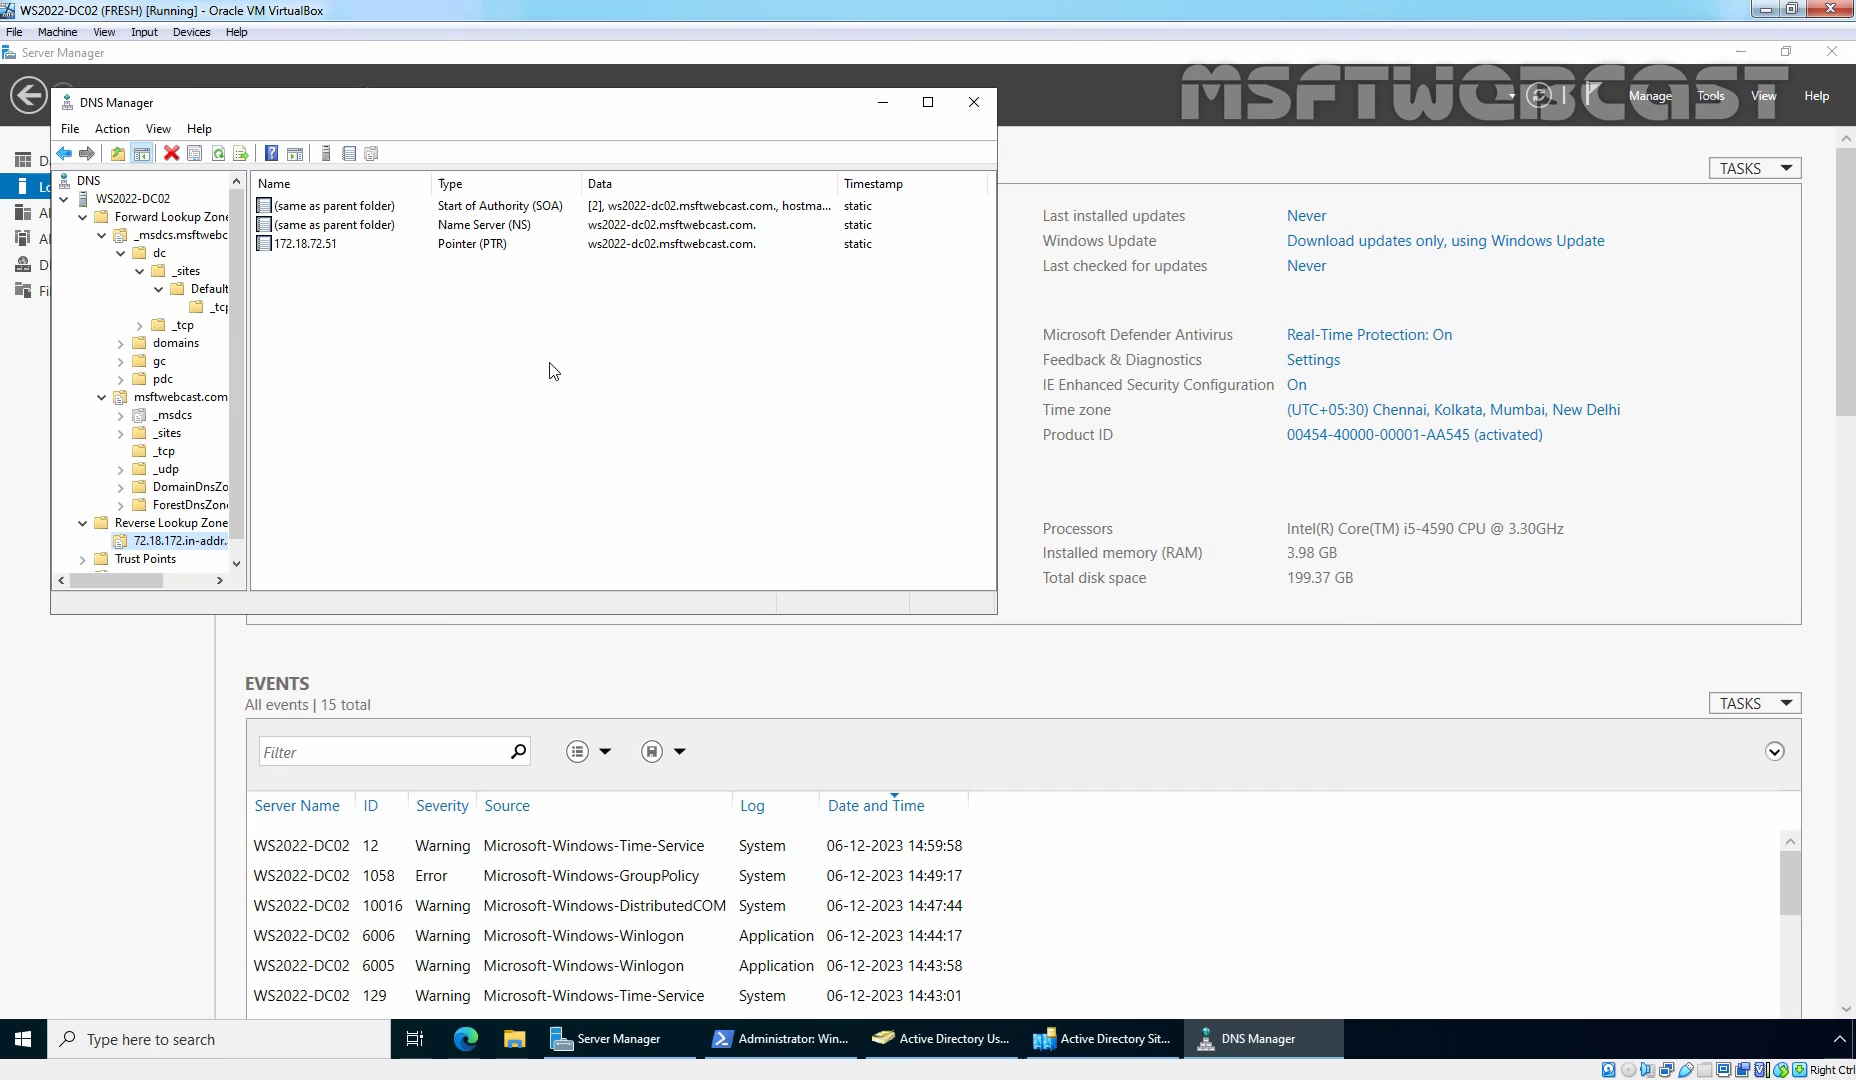 WS2022-DC02 (FRESH) [Running] - Oracle VM VirtualBox
File Machine View Input Devices Help
Server Manager
MSFTWEBCAST
Manage Tools View Help
DNS Manager
File Action View Help
DNS
WS2022-DC02
Forward Lookup Zone
_msdcs.msftwebc
dc
_sites
Default
_tcp
_tcp
domains
gc
pdc
msftwebcast.com
_msdcs
_sites
_tcp
_udp
DomainDnsZo
ForestDnsZone
Reverse Lookup Zone
72.18.172.in-addr.
Trust Points
Name Type Data Timestamp
(same as parent folder) Start of Authority (SOA) [2], ws2022-dc02.msftwebcast.com., hostma... static
(same as parent folder) Name Server (NS) ws2022-dc02.msftwebcast.com. static
172.18.72.51 Pointer (PTR) ws2022-dc02.msftwebcast.com. static
TASKS
Last installed updates Never
Windows Update Download updates only, using Windows Update
Last checked for updates Never
Microsoft Defender Antivirus Real-Time Protection: On
Feedback & Diagnostics Settings
IE Enhanced Security Configuration On
Time zone (UTC+05:30) Chennai, Kolkata, Mumbai, New Delhi
Product ID 00454-40000-00001-AA545 (activated)
Processors Intel(R) Core(TM) i5-4590 CPU @ 3.30GHz
Installed memory (RAM) 3.98 GB
Total disk space 199.37 GB
EVENTS
All events | 15 total
TASKS
Filter
Server Name ID Severity Source Log Date and Time
WS2022-DC02 12 Warning Microsoft-Windows-Time-Service System 06-12-2023 14:59:58
WS2022-DC02 1058 Error Microsoft-Windows-GroupPolicy System 06-12-2023 14:49:17
WS2022-DC02 10016 Warning Microsoft-Windows-DistributedCOM System 06-12-2023 14:47:44
WS2022-DC02 6006 Warning Microsoft-Windows-Winlogon Application 06-12-2023 14:44:17
WS2022-DC02 6005 Warning Microsoft-Windows-Winlogon Application 06-12-2023 14:43:58
WS2022-DC02 129 Warning Microsoft-Windows-Time-Service System 06-12-2023 14:43:01
Type here to search
Server Manager
Administrator: Win...
Active Directory Us...
Active Directory Sit...
DNS Manager
Right Ctrl